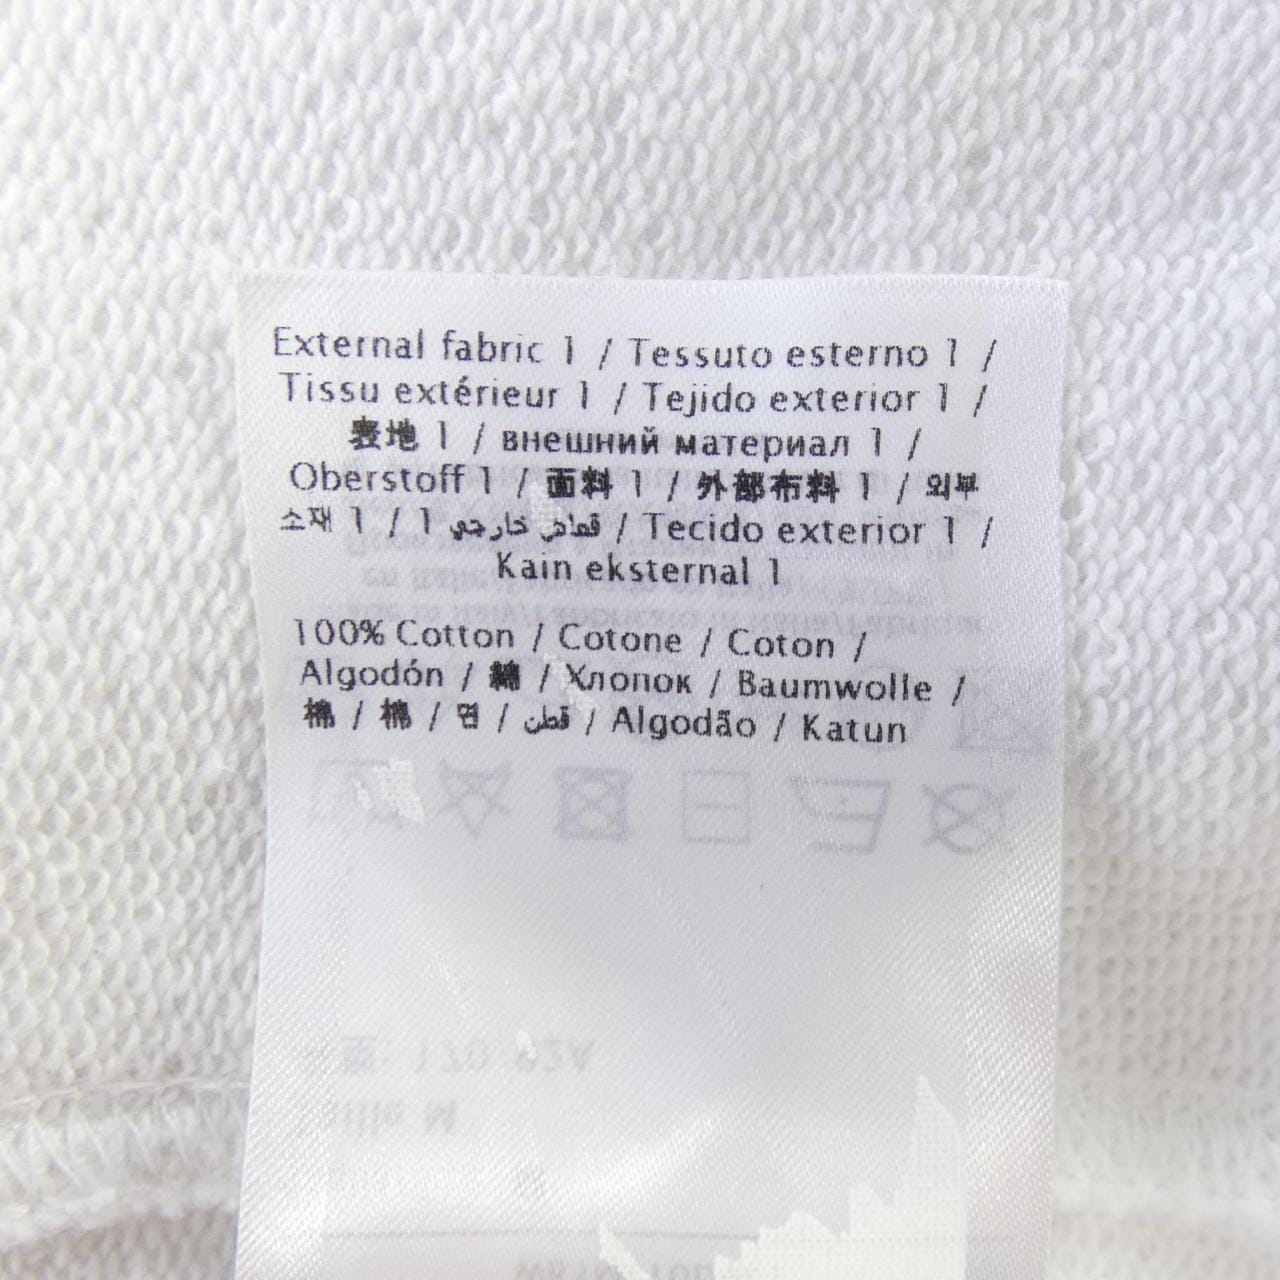 External fabric 1 / Tessuto esterno 1 /
Tissu extérieur 1 / Tejido exterior 1 /
表地 1 / внешний материал 1 /
Oberstoff 1 / 面料 1 / 外部布料 1 / 외부
소재 1 / 1 قماش خارجي / Tecido exterior 1 /
Kain eksternal 1
100% Cotton / Cotone / Coton /
Algodón / 綿 / Хлопок / Baumwolle /
棉 / 棉 / 면 / قطن / Algodão / Katun